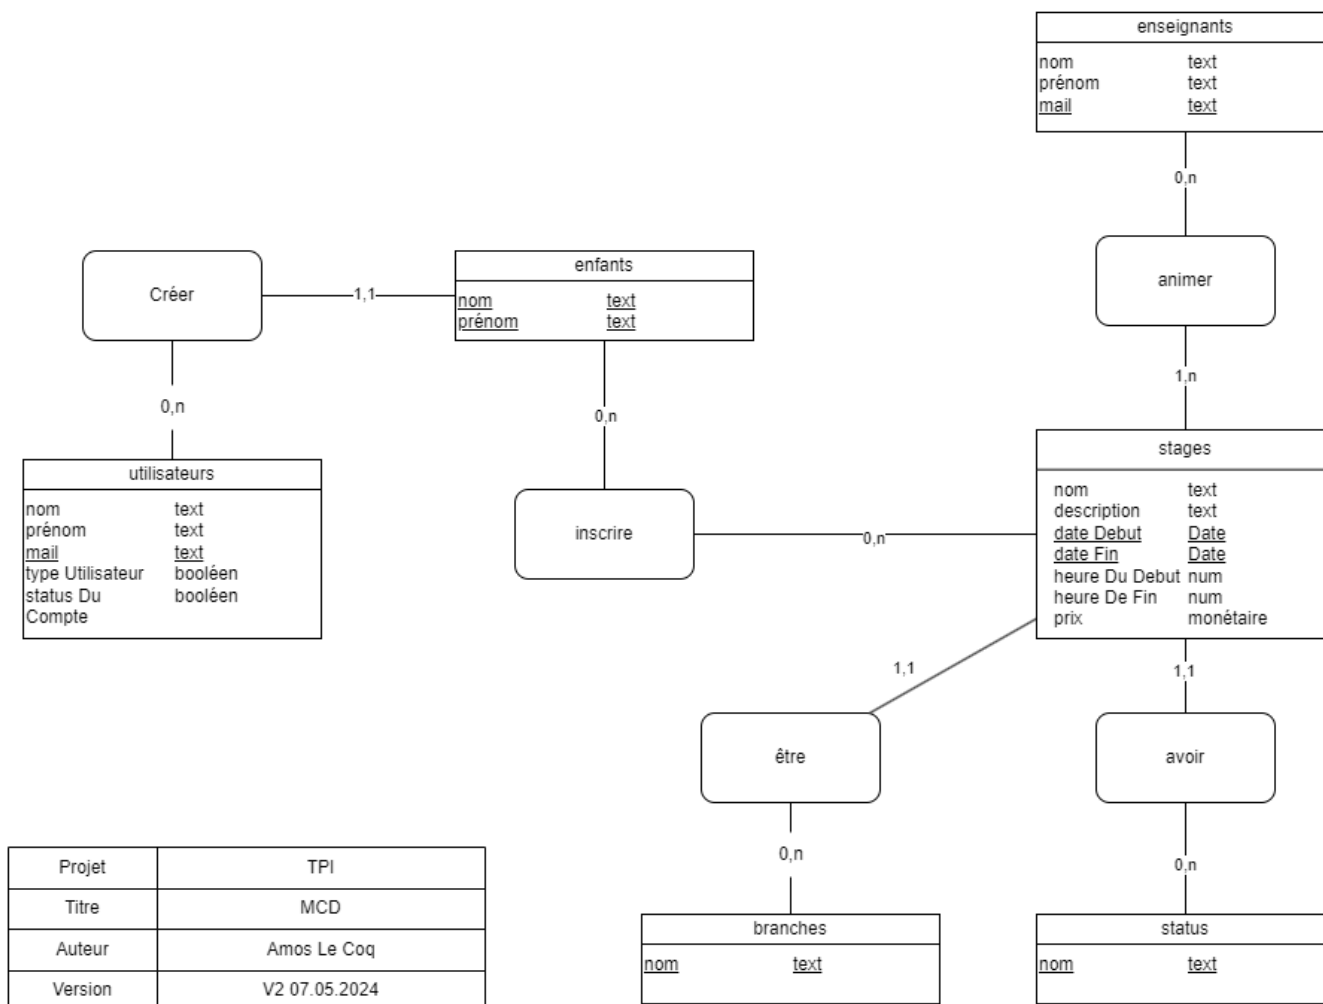 enseignants
nom text
prénom text
mail text
0,n
animer
1,n
Créer
1,1
enfants
nom text
prénom text
0,n
0,n
utilisateurs
nom text
prénom text
mail text
type Utilisateur booléen
status Du booléen
Compte
inscrire
0,n
stages
nom text
description text
date Debut Date
date Fin Date
heure Du Debut num
heure De Fin num
prix monétaire
1,1
1,1
être
avoir
0,n
0,n
branches
nom text
status
nom text
Projet TPI
Titre MCD
Auteur Amos Le Coq
Version V2 07.05.2024